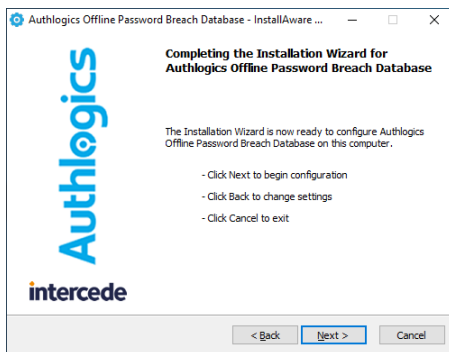 Authlogics Offline Password Breach Database - InstallAware ...
Completing the Installation Wizard for
Authlogics Offline Password Breach Database
Authlogics
The Installation Wizard is now ready to configure Authlogics
Offline Password Breach Database on this computer.
- Click Next to begin configuration
- Click Back to change settings
- Click Cancel to exit
intercede
< Back
Next >
Cancel